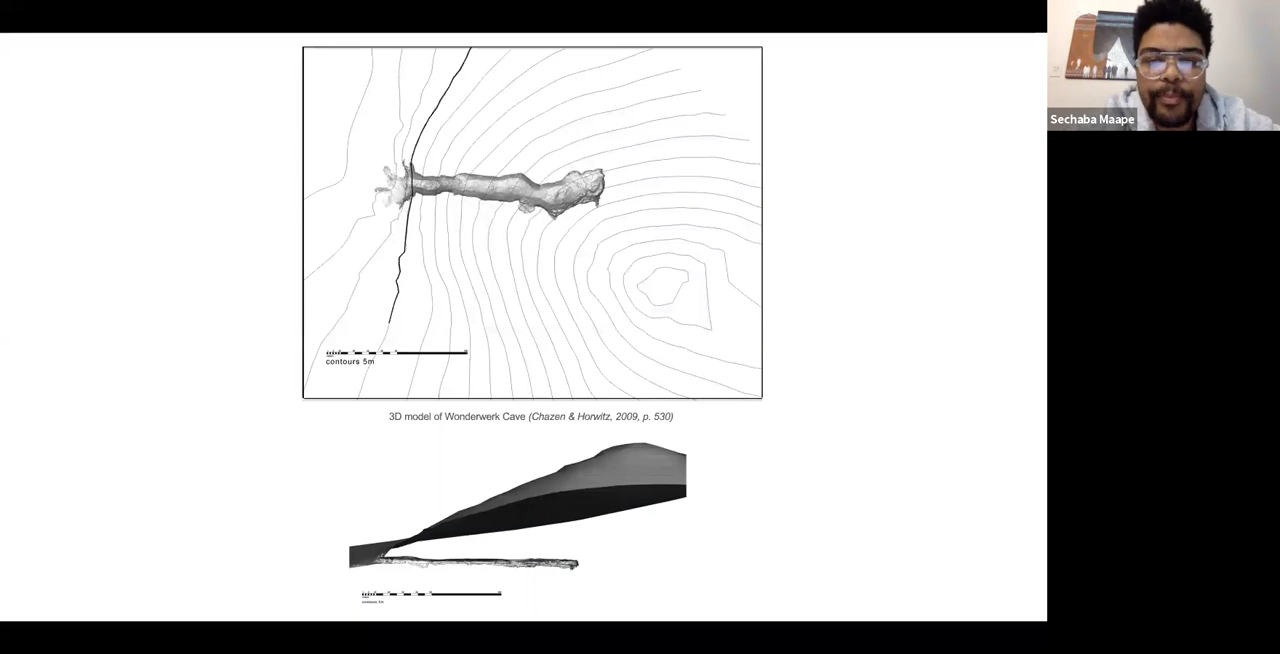 Sechaba Maape
contours 5m
3D model of Wonderwerk Cave (Chazen & Horwitz, 2009, p. 530)